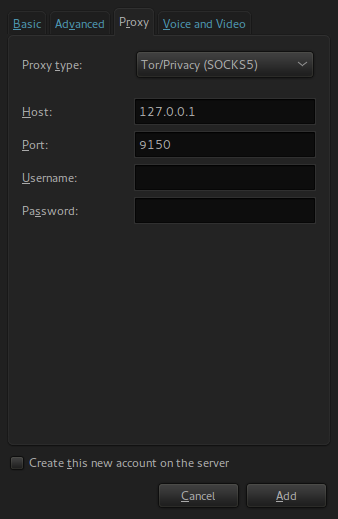 Basic Advanced Proxy Voice and Video
Proxy type: Tor/Privacy (SOCKS5)
Host: 127.0.0.1
Port: 9150
Username:
Password:
Create this new account on the server
Cancel Add